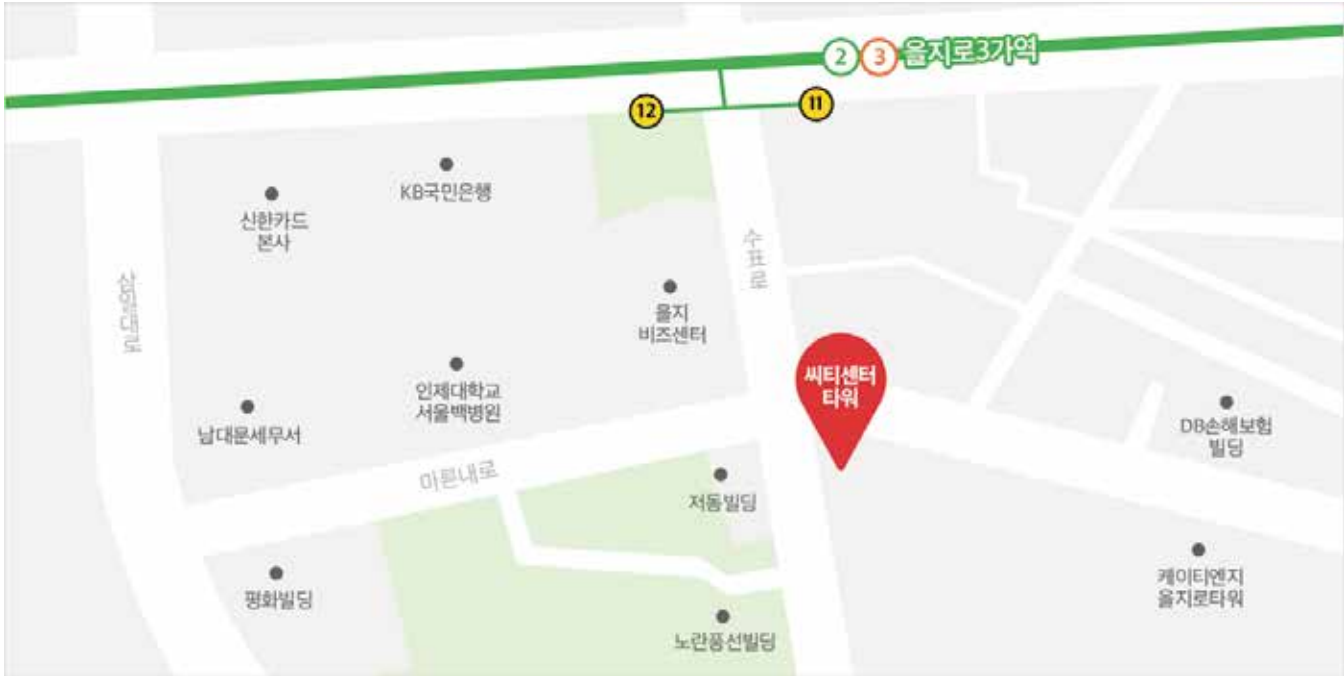 2 3 을지로3가역
12
11
KB국민은행
신한카드
본사
수표로
삼일대로
을지
비즈센터
씨티센터
타워
인제대학교
서울백병원
남대문세무서
DB손해보험
빌딩
마른내로
저동빌딩
평화빌딩
케이티엔지
을지로타워
노란풍선빌딩